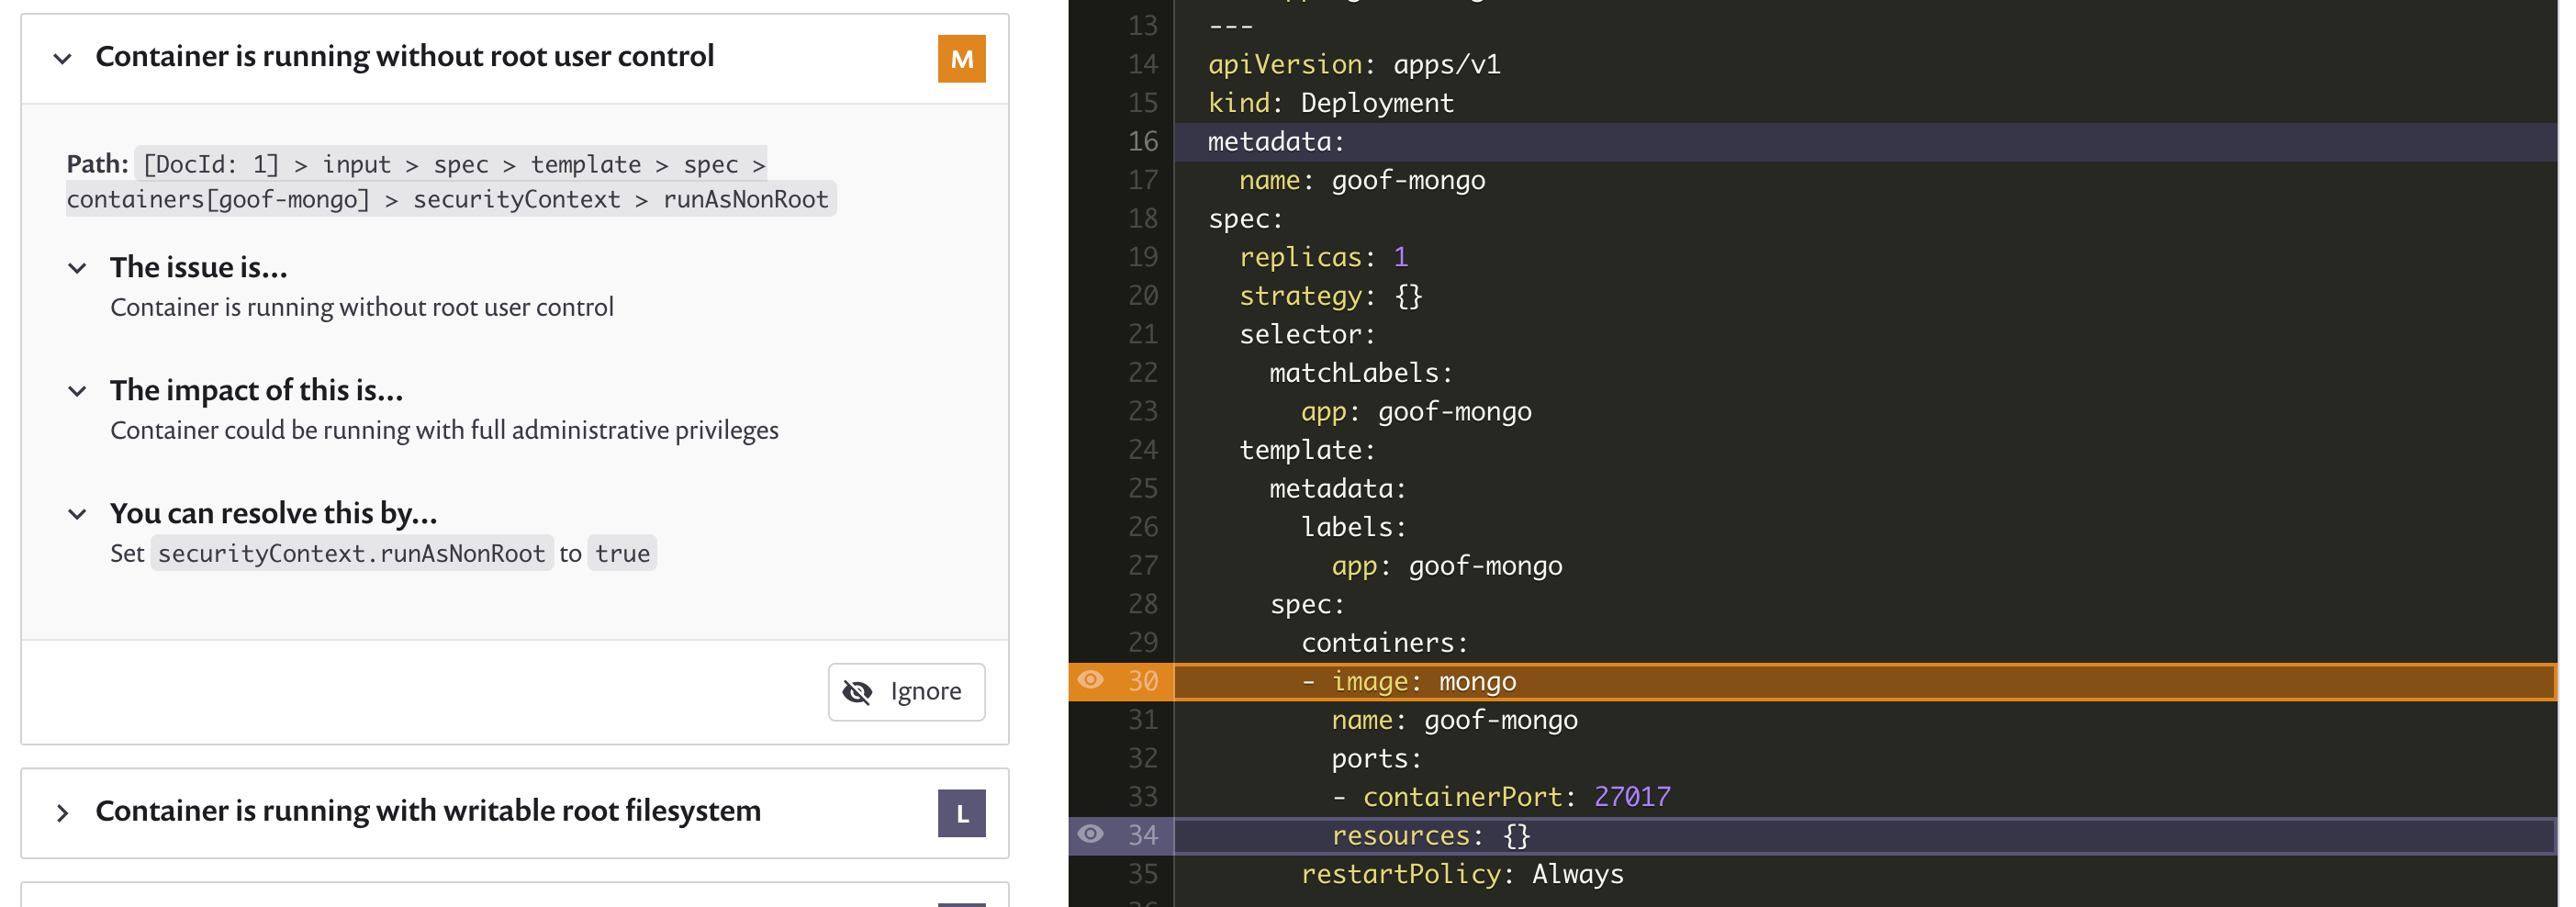 Container is running without root user control
M
Path: [DocId: 1] > input > spec > template > spec >
containers[goof-mongo] > securityContext > runAsNonRoot
The issue is...
Container is running without root user control
The impact of this is...
Container could be running with full administrative privileges
You can resolve this by...
Set securityContext.runAsNonRoot to true
Ignore
Container is running with writable root filesystem
L
13 ---
14 apiVersion: apps/v1
15 kind: Deployment
16 metadata:
17 name: goof-mongo
18 spec:
19 replicas: 1
20 strategy: {}
21 selector:
22 matchLabels:
23 app: goof-mongo
24 template:
25 metadata:
26 labels:
27 app: goof-mongo
28 spec:
29 containers:
30 - image: mongo
31 name: goof-mongo
32 ports:
33 - containerPort: 27017
34 resources: {}
35 restartPolicy: Always